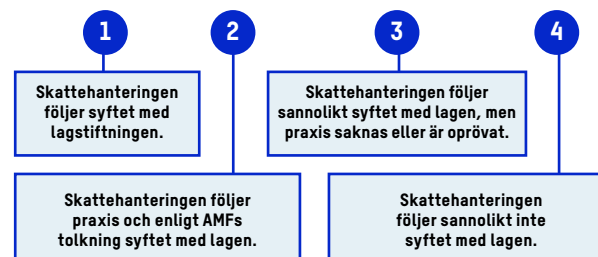 1
2
3
4
Skattehanteringen
följer syftet med
lagstiftningen.
Skattehanteringen följer
praxis och enligt AMFs
tolkning syftet med lagen.
Skattehanteringen följer
sannolikt syftet med lagen, men
praxis saknas eller är oprövat.
Skattehanteringen
följer sannolikt inte
syftet med lagen.